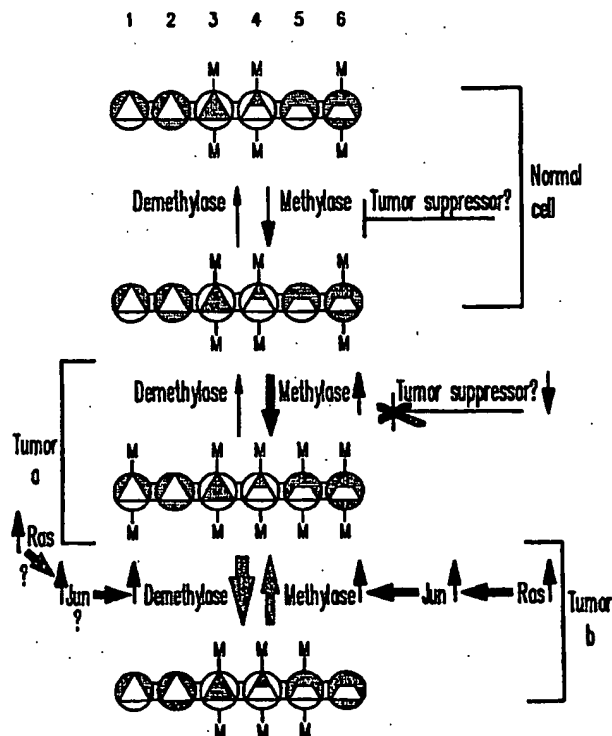 1 2 3 4 5 6
M M M
M M M
Demethylase Methylase Tumor suppressor?
Normal
cell
M M M
M M M
Demethylase Methylase Tumor suppressor?
Tumor
a
M M M M M
M M M M M
Ras
?
Jun
?
Demethylase Methylase Jun Ras
Tumor
b
M M M
M M M